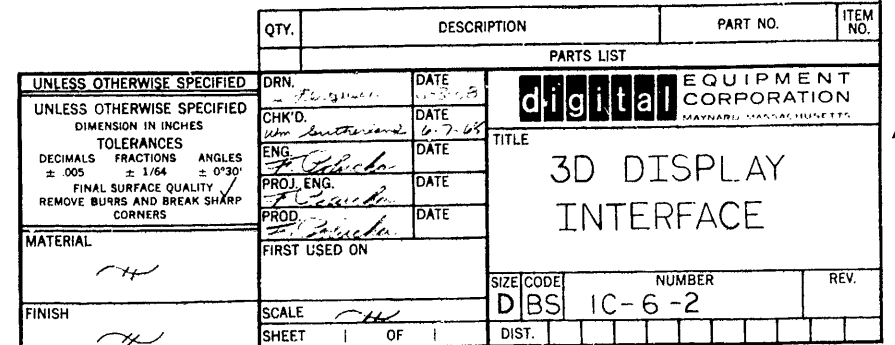 QTY. DESCRIPTION PART NO. ITEM NO.
PARTS LIST
UNLESS OTHERWISE SPECIFIED
UNLESS OTHERWISE SPECIFIED
DIMENSION IN INCHES
TOLERANCES
DECIMALS FRACTIONS ANGLES
± .005 ± 1/64 ± 0°30'
FINAL SURFACE QUALITY
REMOVE BURRS AND BREAK SHARP
CORNERS
MATERIAL
FINISH
DRN. DATE
CHK'D. DATE
Wm Sutherland 6-7-68
ENG. DATE
PROJ. ENG. DATE
PROD. DATE
FIRST USED ON
SCALE
SHEET OF
digital EQUIPMENT
CORPORATION
MAYNARD, MASSACHUSETTS
TITLE
3D DISPLAY
INTERFACE
SIZE CODE NUMBER REV.
D BS IC-6-2
DIST.